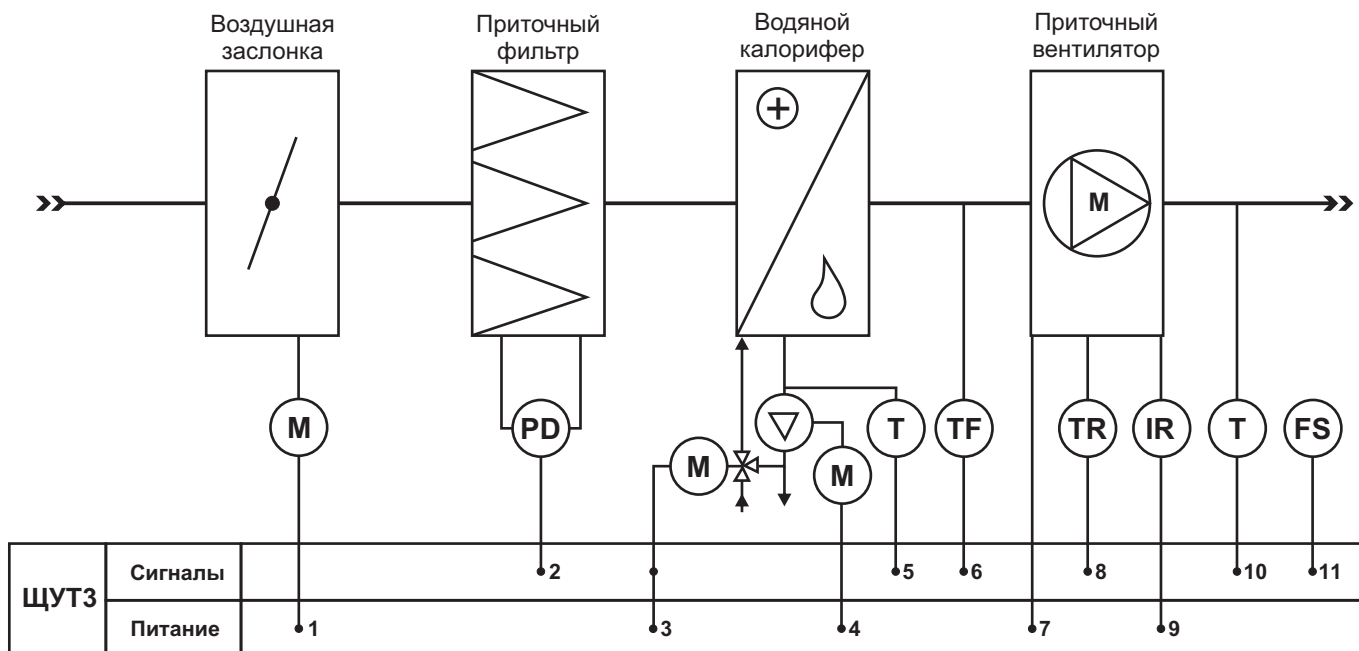 Воздушная
заслонка
Приточный
фильтр
Водяной
калорифер
Приточный
вентилятор
M
M
PD
T
TF
TR
IR
T
FS
M
M
ЩУТ3
Сигналы
2
5
6
8
10
11
Питание
1
3
4
7
9